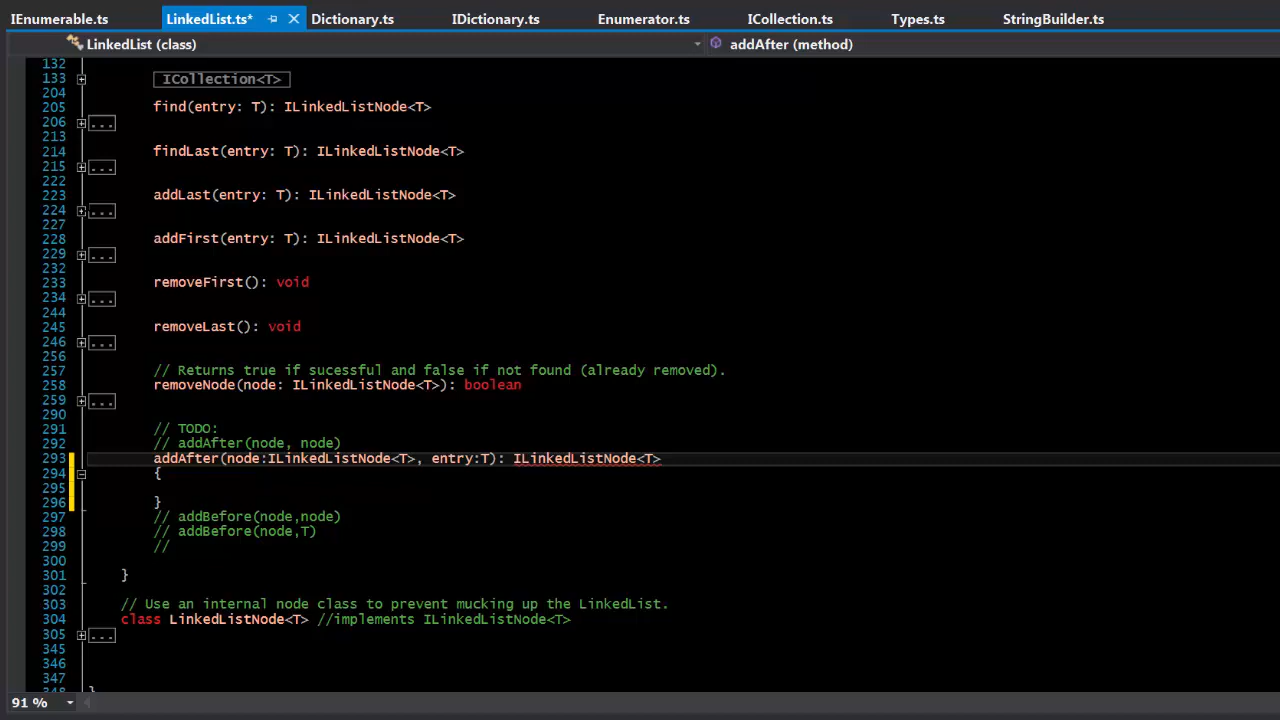 IEnumerable.ts LinkedList.ts* Dictionary.ts IDictionary.ts Enumerator.ts ICollection.ts Types.ts StringBuilder.ts
LinkedList (class) addAfter (method)
132
133 ICollection<T>
204
205 find(entry: T): ILinkedListNode<T>
206 ...
213
214 findLast(entry: T): ILinkedListNode<T>
215 ...
222
223 addLast(entry: T): ILinkedListNode<T>
224 ...
227
228 addFirst(entry: T): ILinkedListNode<T>
229 ...
232
233 removeFirst(): void
234 ...
244
245 removeLast(): void
246 ...
256
257 // Returns true if sucessful and false if not found (already removed).
258 removeNode(node: ILinkedListNode<T>): boolean
259 ...
290
291 // TODO:
292 // addAfter(node, node)
293 addAfter(node:ILinkedListNode<T>, entry:T): ILinkedListNode<T>
294 {
295
296 }
297 // addBefore(node,node)
298 // addBefore(node,T)
299 //
300
301 }
302
303 // Use an internal node class to prevent mucking up the LinkedList.
304 class LinkedListNode<T> //implements ILinkedListNode<T>
305 ...
345
346
347
348 }
91 %